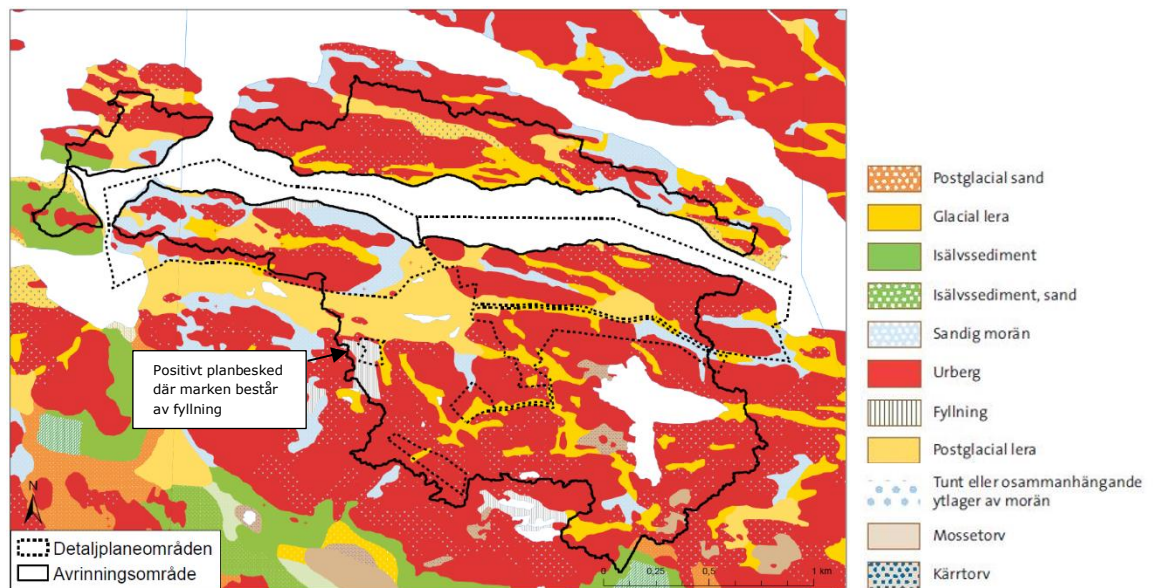 Positivt planbesked
där marken består
av fyllning
N
Detaljplaneområden
Avrinningsområde
0 0,25 0,5 1 km
Postglacial sand
Glacial lera
Isälvssediment
Isälvssediment, sand
Sandig morän
Urberg
Fyllning
Postglacial lera
Tunt eller osammanhängande
ytlager av morän
Mossetorv
Kärrtorv